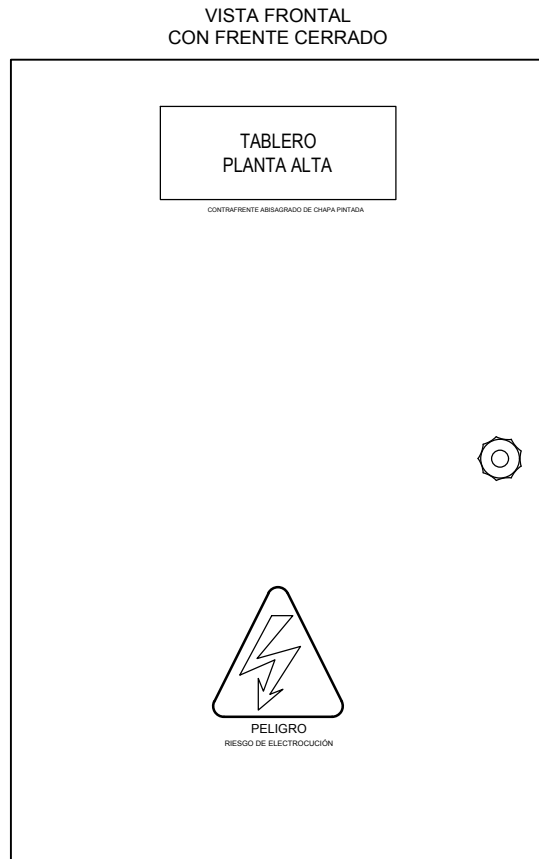 VISTA FRONTAL
CON FRENTE CERRADO
TABLERO
PLANTA ALTA
CONTRAFRENTE ABISAGRADO DE CHAPA PINTADA
PELIGRO
RIESGO DE ELECTROCUCIÓN